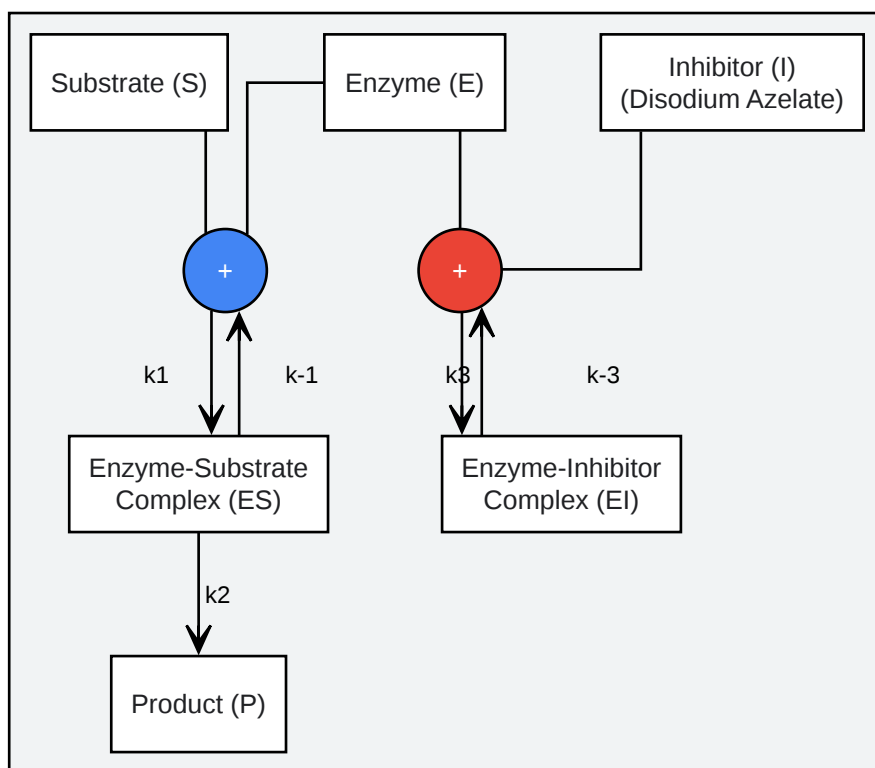 Substrate (S)
Enzyme (E)
Inhibitor (I)
(Disodium Azelate)
+
+
k1
k-1
k3
k-3
Enzyme-Substrate
Complex (ES)
Enzyme-Inhibitor
Complex (EI)
k2
Product (P)